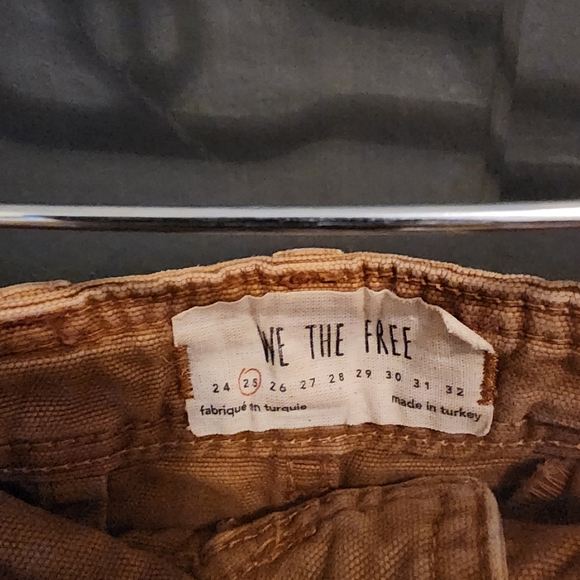 WE THE FREE
24 25 26 27 28 29 30 31 32
fabriqué en turquie made in turkey